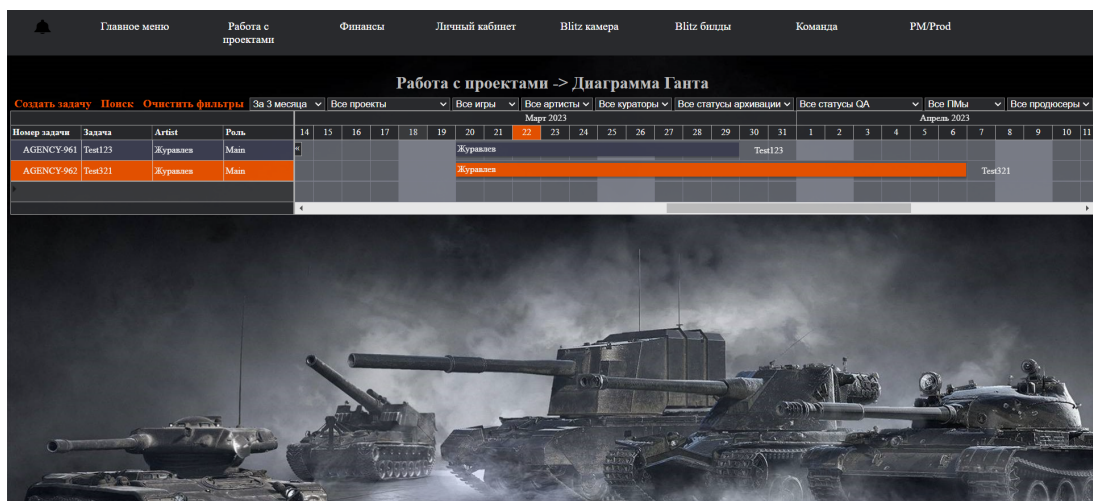 Главное меню
Работа с проектами
Финансы
Личный кабинет
Blitz камера
Blitz билды
Команда
PM/Prod
Работа с проектами -> Диаграмма Ганта
Создать задачу Поиск Очистить фильтры За 3 месяца Все проекты Все игры Все артисты Все кураторы Все статусы архивации Все статусы QA Все ПМы Все продюсеры
Март 2023 Апрель 2023
Номер задачи Задача Artist Роль 14 15 16 17 18 19 20 21 22 23 24 25 26 27 28 29 30 31 1 2 3 4 5 6 7 8 9 10 11
AGENCY-961 Test123 Журавлев Main « Журавлев Test123
AGENCY-962 Test321 Журавлев Main Журавлев Test321